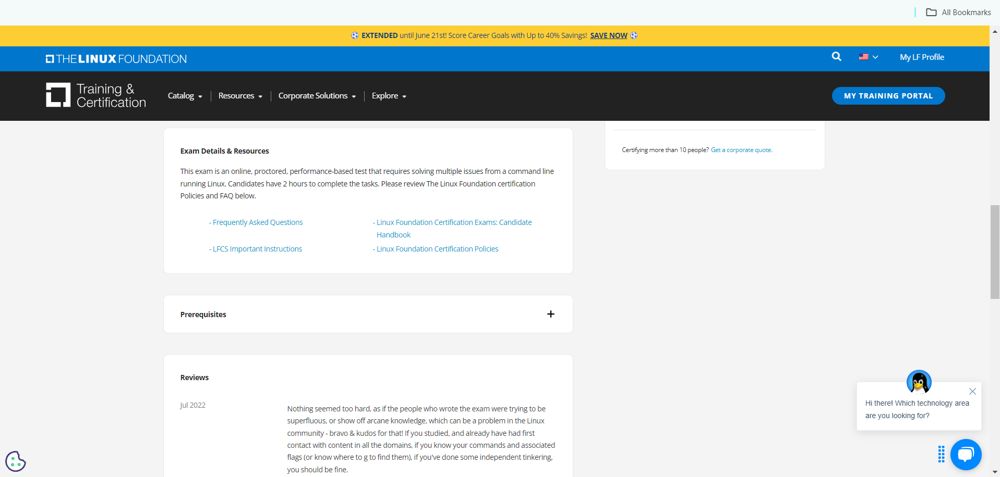 All Bookmarks
EXTENDED until June 21st! Score Career Goals with Up to 40% Savings! SAVE NOW
THE LINUX FOUNDATION
My LF Profile
Training &
Certification
Catalog
Resources
Corporate Solutions
Explore
MY TRAINING PORTAL
Certifying more than 10 people? Get a corporate quote.
Exam Details & Resources
This exam is an online, proctored, performance-based test that requires solving multiple issues from a command line
running Linux. Candidates have 2 hours to complete the tasks. Please review The Linux Foundation certification
Policies and FAQ below.
- Frequently Asked Questions
- Linux Foundation Certification Exams: Candidate
Handbook
- LFCS Important Instructions
- Linux Foundation Certification Policies
Prerequisites
Reviews
Jul 2022
Nothing seemed too hard, as if the people who wrote the exam were trying to be
superfluous, or show off arcane knowledge, which can be a problem in the Linux
community - bravo & kudos for that! If you studied, and already have had first
contact with content in all the domains, if you know your commands and associated
flags (or know where to g to find them), if you've done some independent tinkering,
you should be fine.
Hi there! Which technology area
are you looking for?